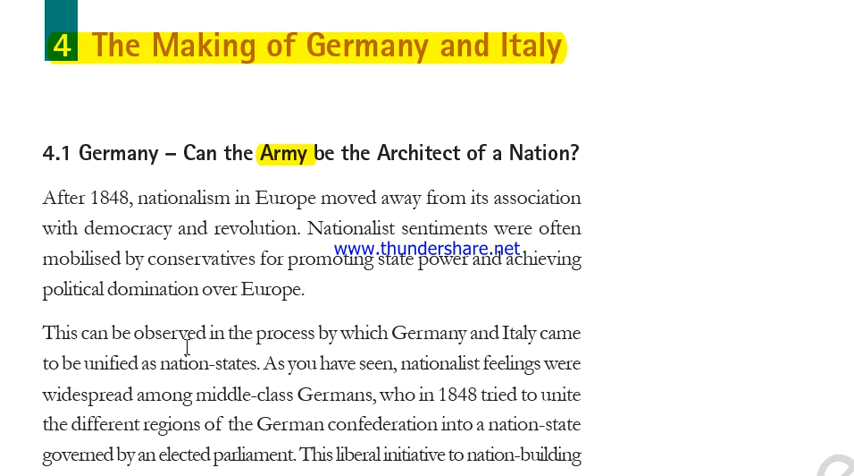 4 The Making of Germany and Italy
4.1 Germany – Can the Army be the Architect of a Nation?
After 1848, nationalism in Europe moved away from its association
with democracy and revolution. Nationalist sentiments were often
www.thundershare.net
mobilised by conservatives for promoting state power and achieving
political domination over Europe.
This can be observed in the process by which Germany and Italy came
to be unified as nation-states. As you have seen, nationalist feelings were
widespread among middle-class Germans, who in 1848 tried to unite
the different regions of the German confederation into a nation-state
governed by an elected parliament. This liberal initiative to nation-building